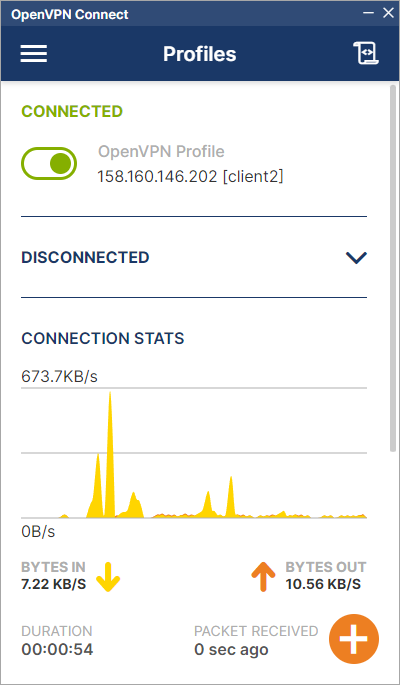 OpenVPN Connect
Profiles
CONNECTED
OpenVPN Profile
158.160.146.202 [client2]
DISCONNECTED
CONNECTION STATS
673.7KB/s
0B/s
BYTES IN
7.22 KB/S
BYTES OUT
10.56 KB/S
DURATION
00:00:54
PACKET RECEIVED
0 sec ago